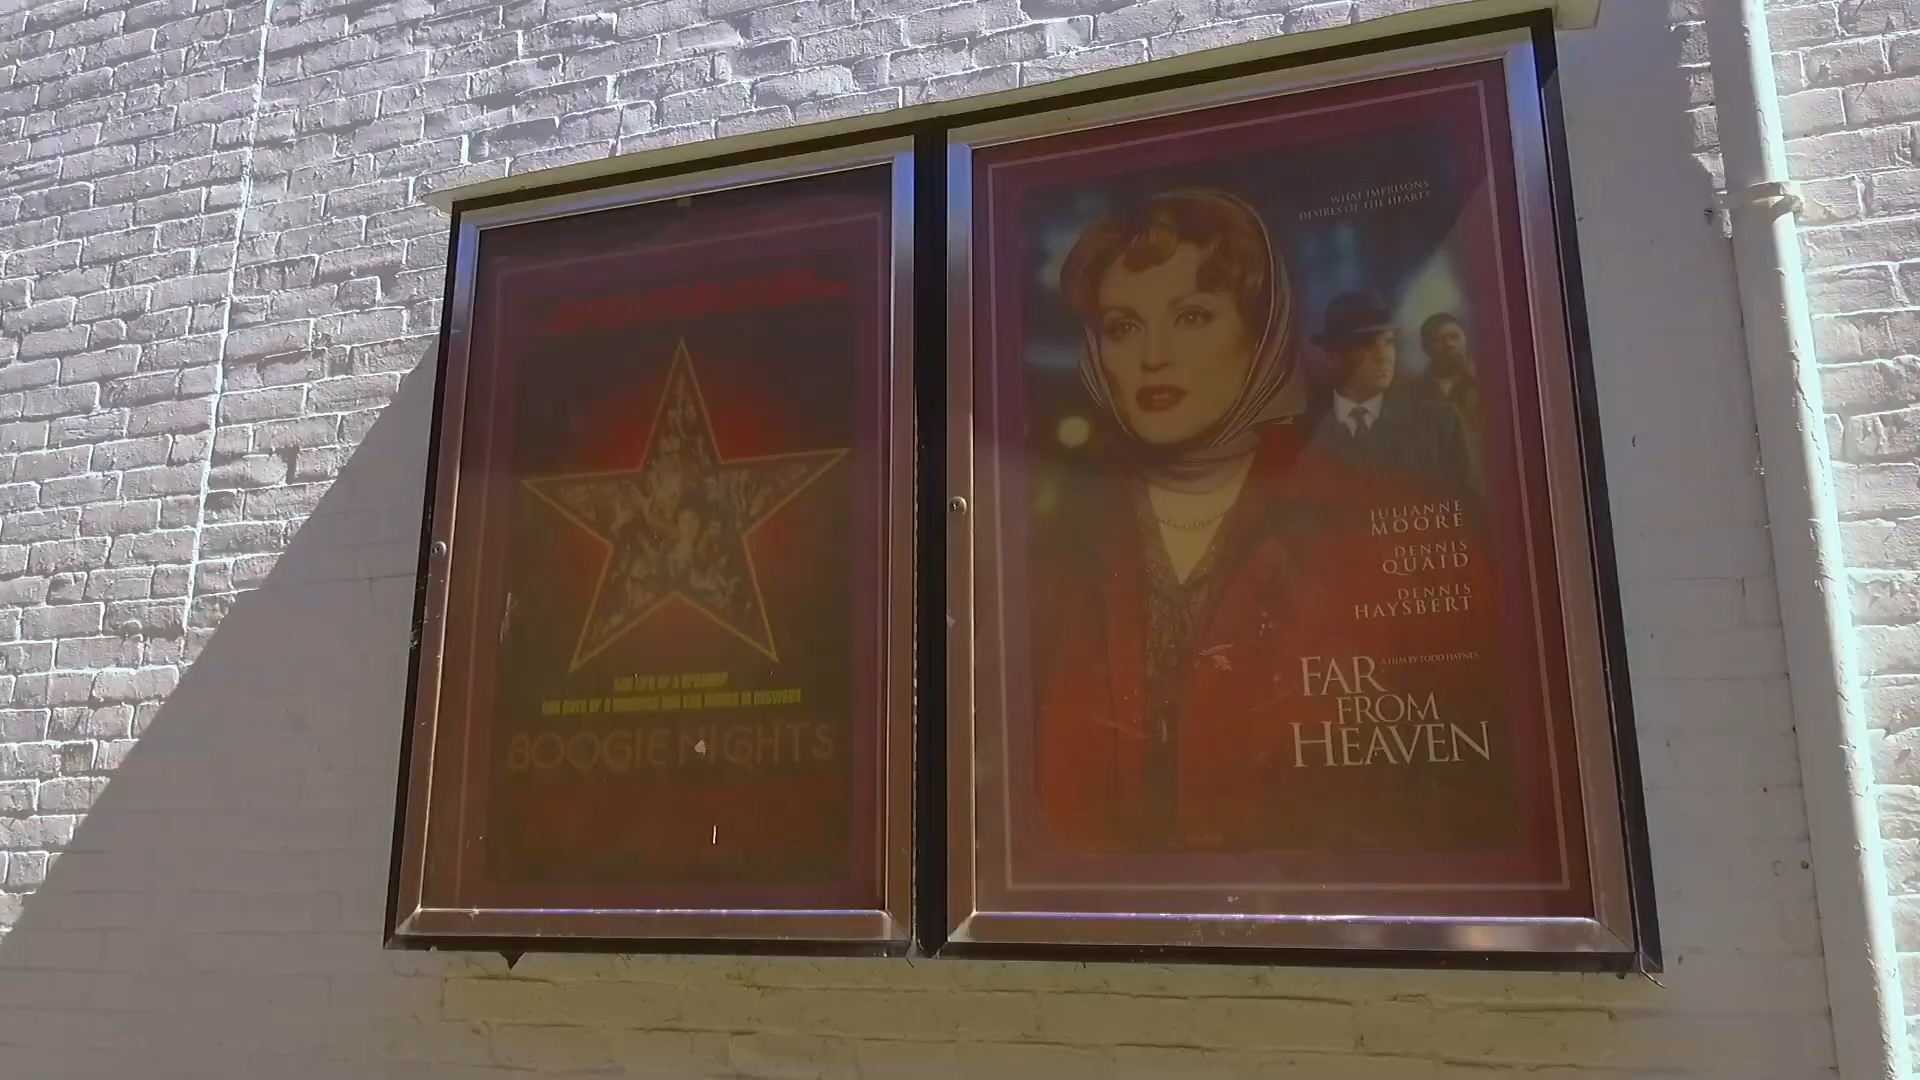 BOOGIE NIGHTS
WHAT IMPRISONS
DESIRES OF THE HEART?
JULIANNE
MOORE
DENNIS
QUAID
DENNIS
HAYSBERT
A FILM BY TODD HAYNES
FAR
FROM
HEAVEN